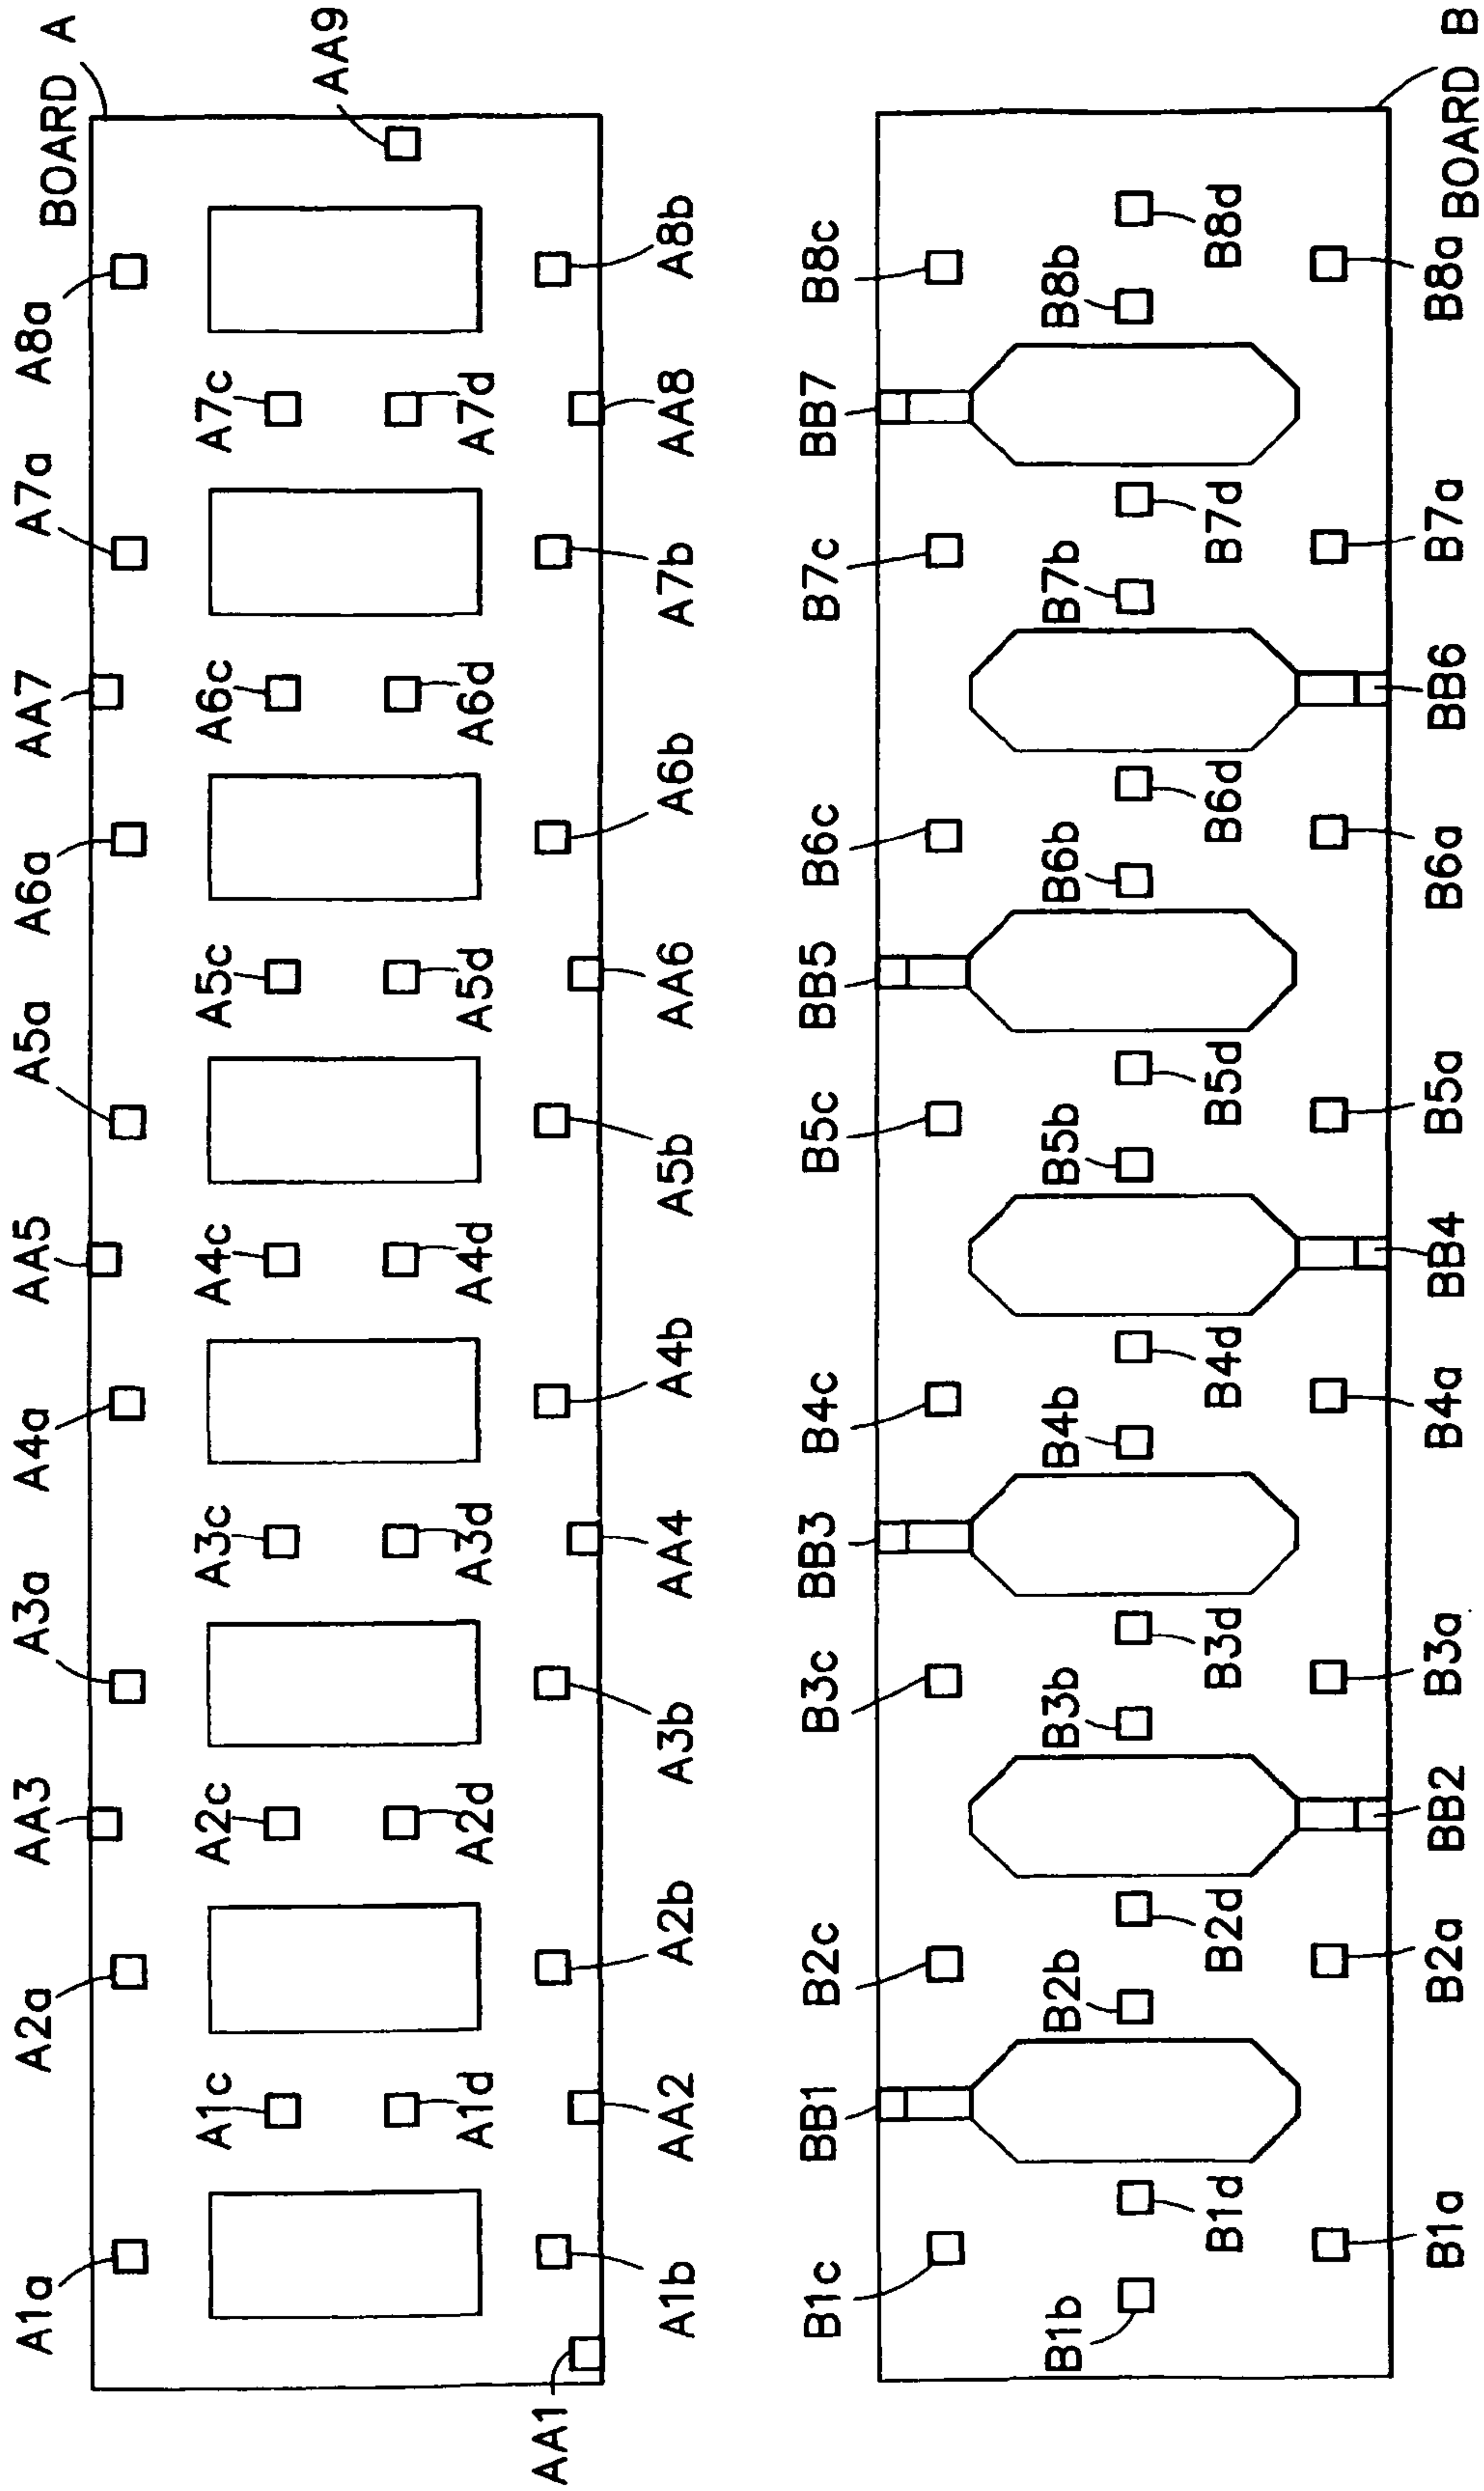 BOARD A
A1a
A2a
AA3
A3a
A4a
AA5
A5a
A6a
AA7
A7a
A8a
AA9
A1c
A2c
A3c
A4c
A5c
A6c
A7c
A1d
A2d
A3d
A4d
A5d
A6d
A7d
AA1
A1b
AA2
A2b
A3b
AA4
A4b
A5b
AA6
A6b
A7b
AA8
A8b
B1c
BB1
B2c
B3c
BB3
B4c
B5c
BB5
B6c
B7c
BB7
B8c
B1b
B2b
B3b
B4b
B5b
B6b
B7b
B8b
B1d
B2d
B3d
B4d
B5d
B6d
B7d
B8d
B1a
B2a
BB2
B3a
B4a
BB4
B5a
B6a
BB6
B7a
B8a
BOARD B